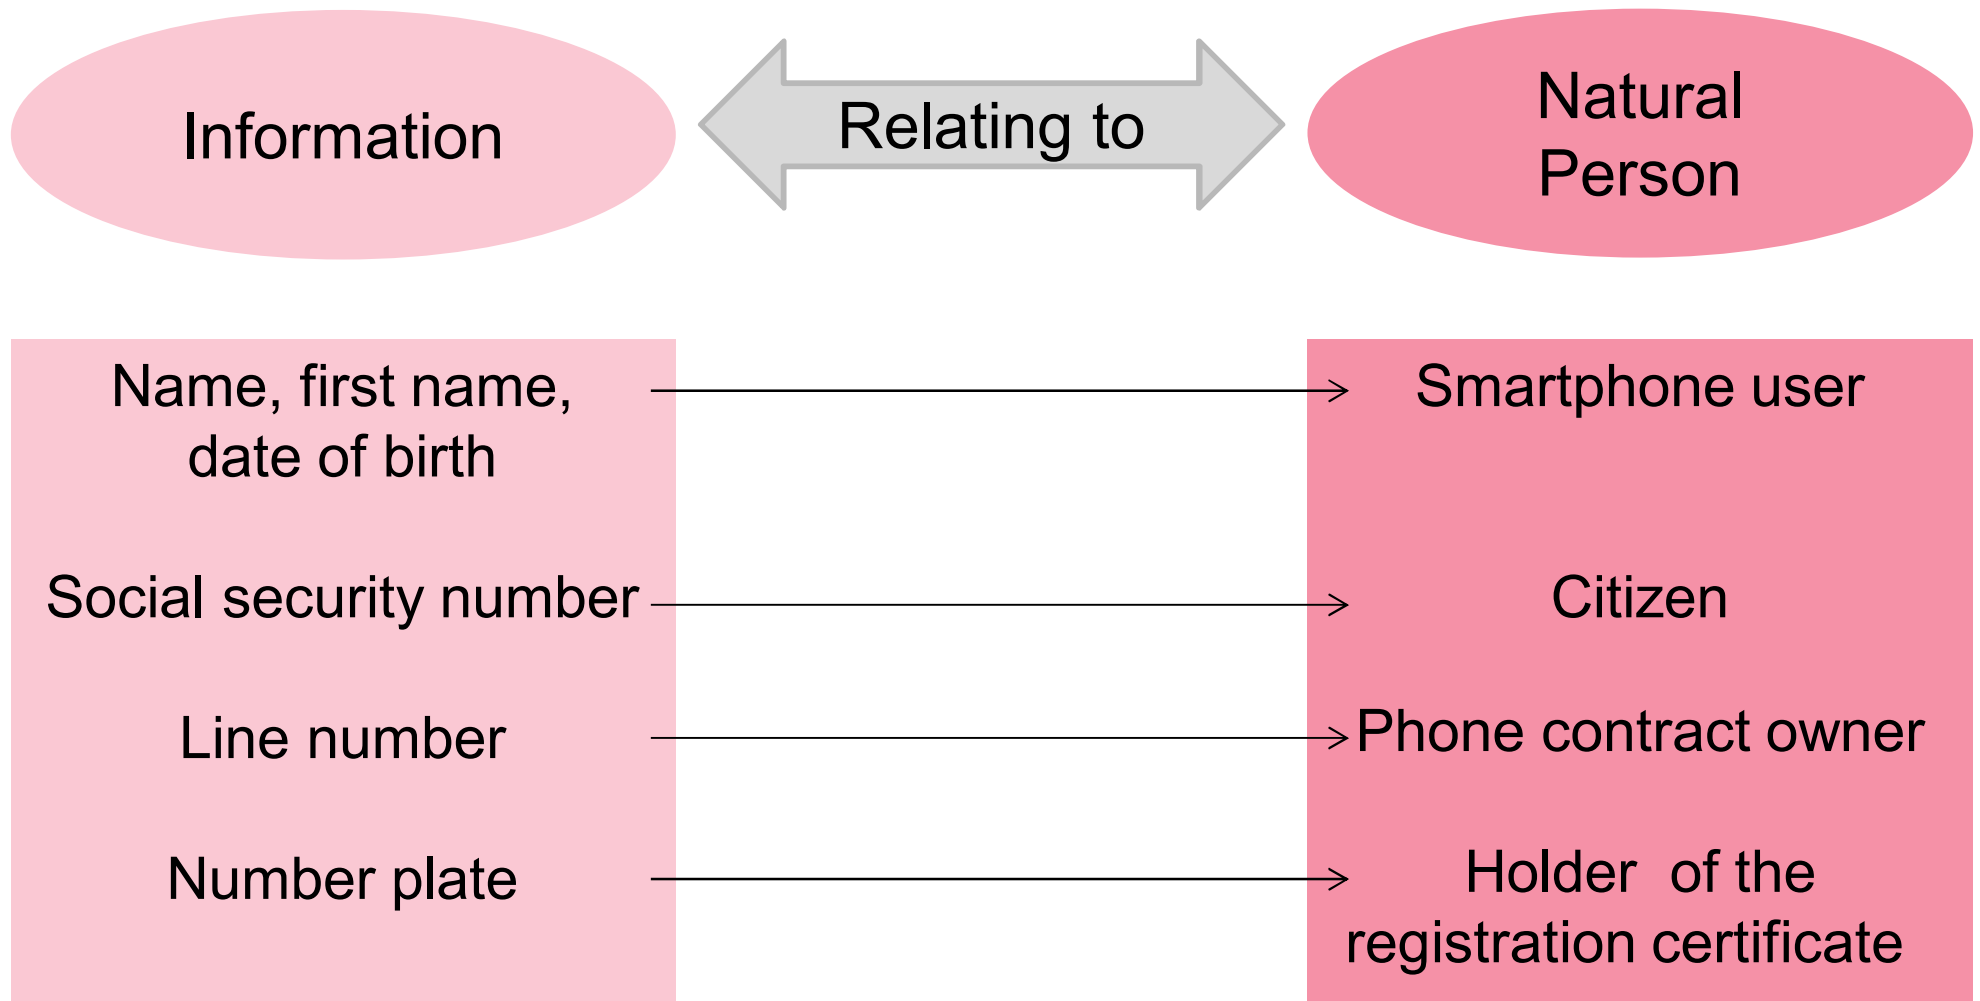 Information
Relating to
Natural
Person
Name, first name,
date of birth
Smartphone user
Social security number
Citizen
Line number
Phone contract owner
Number plate
Holder  of the
registration certificate